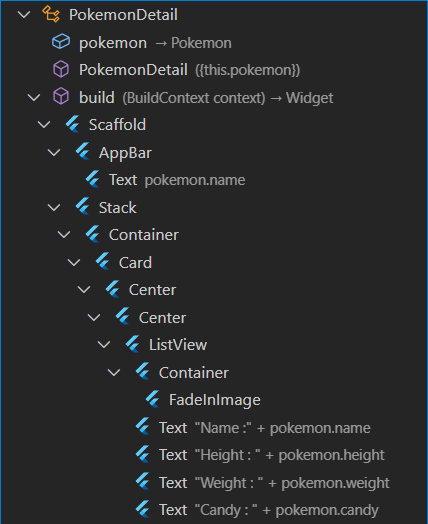 PokemonDetail
pokemon → Pokemon
PokemonDetail ({this.pokemon})
build (BuildContext context) → Widget
Scaffold
AppBar
Text pokemon.name
Stack
Container
Card
Center
Center
ListView
Container
FadeInImage
Text "Name :" + pokemon.name
Text "Height : " + pokemon.height
Text "Weight : " + pokemon.weight
Text "Candy : " + pokemon.candy